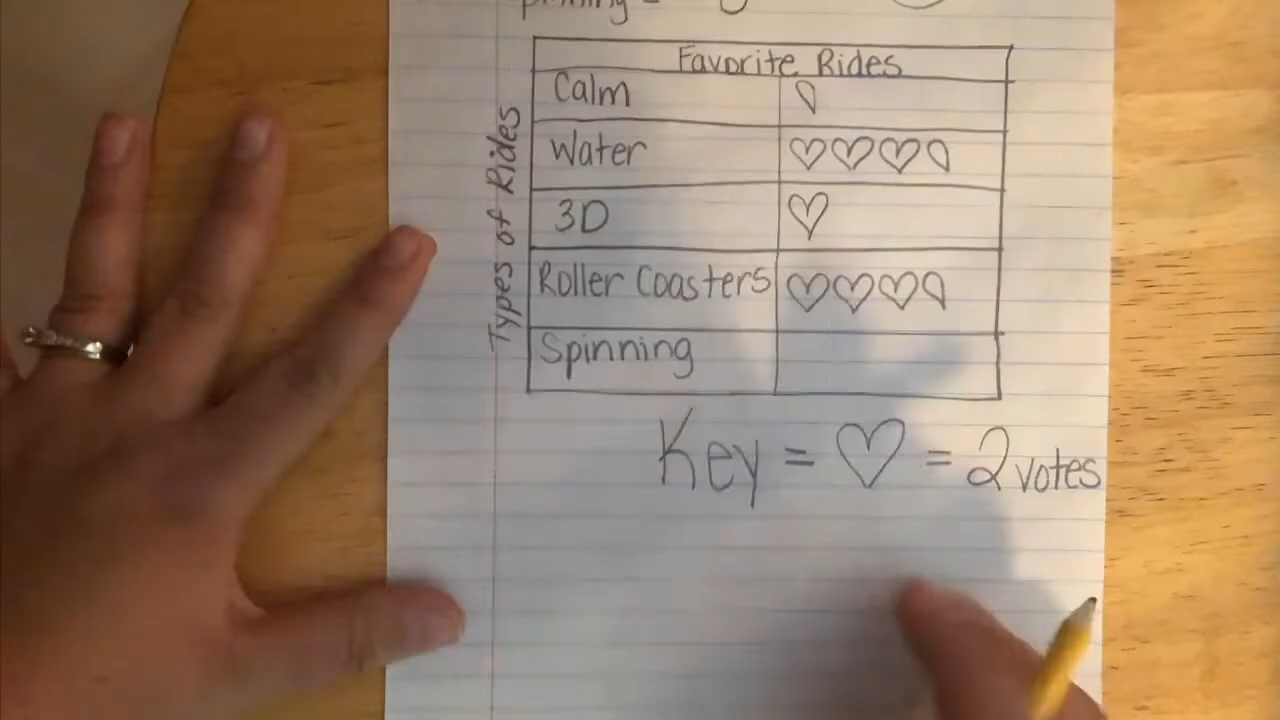 Favorite Rides
Types of Rides
Calm
Water
3D
Roller Coasters
Spinning
Key = ♡ = 2 votes